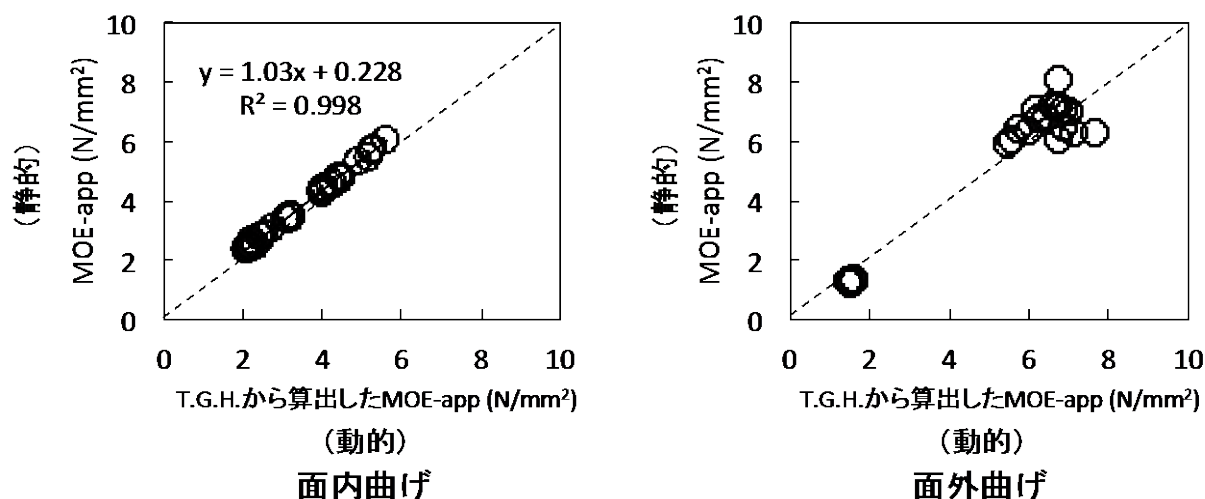 10
8
6
4
2
0
y = 1.03x + 0.228
R² = 0.998
(静的)
MOE-app (N/mm²)
0 2 4 6 8 10
T.G.H.から算出したMOE-app (N/mm²)
(動的)
面内曲げ
10
8
6
4
2
0
(静的)
MOE-app (N/mm²)
0 2 4 6 8 10
T.G.H.から算出したMOE-app (N/mm²)
(動的)
面外曲げ